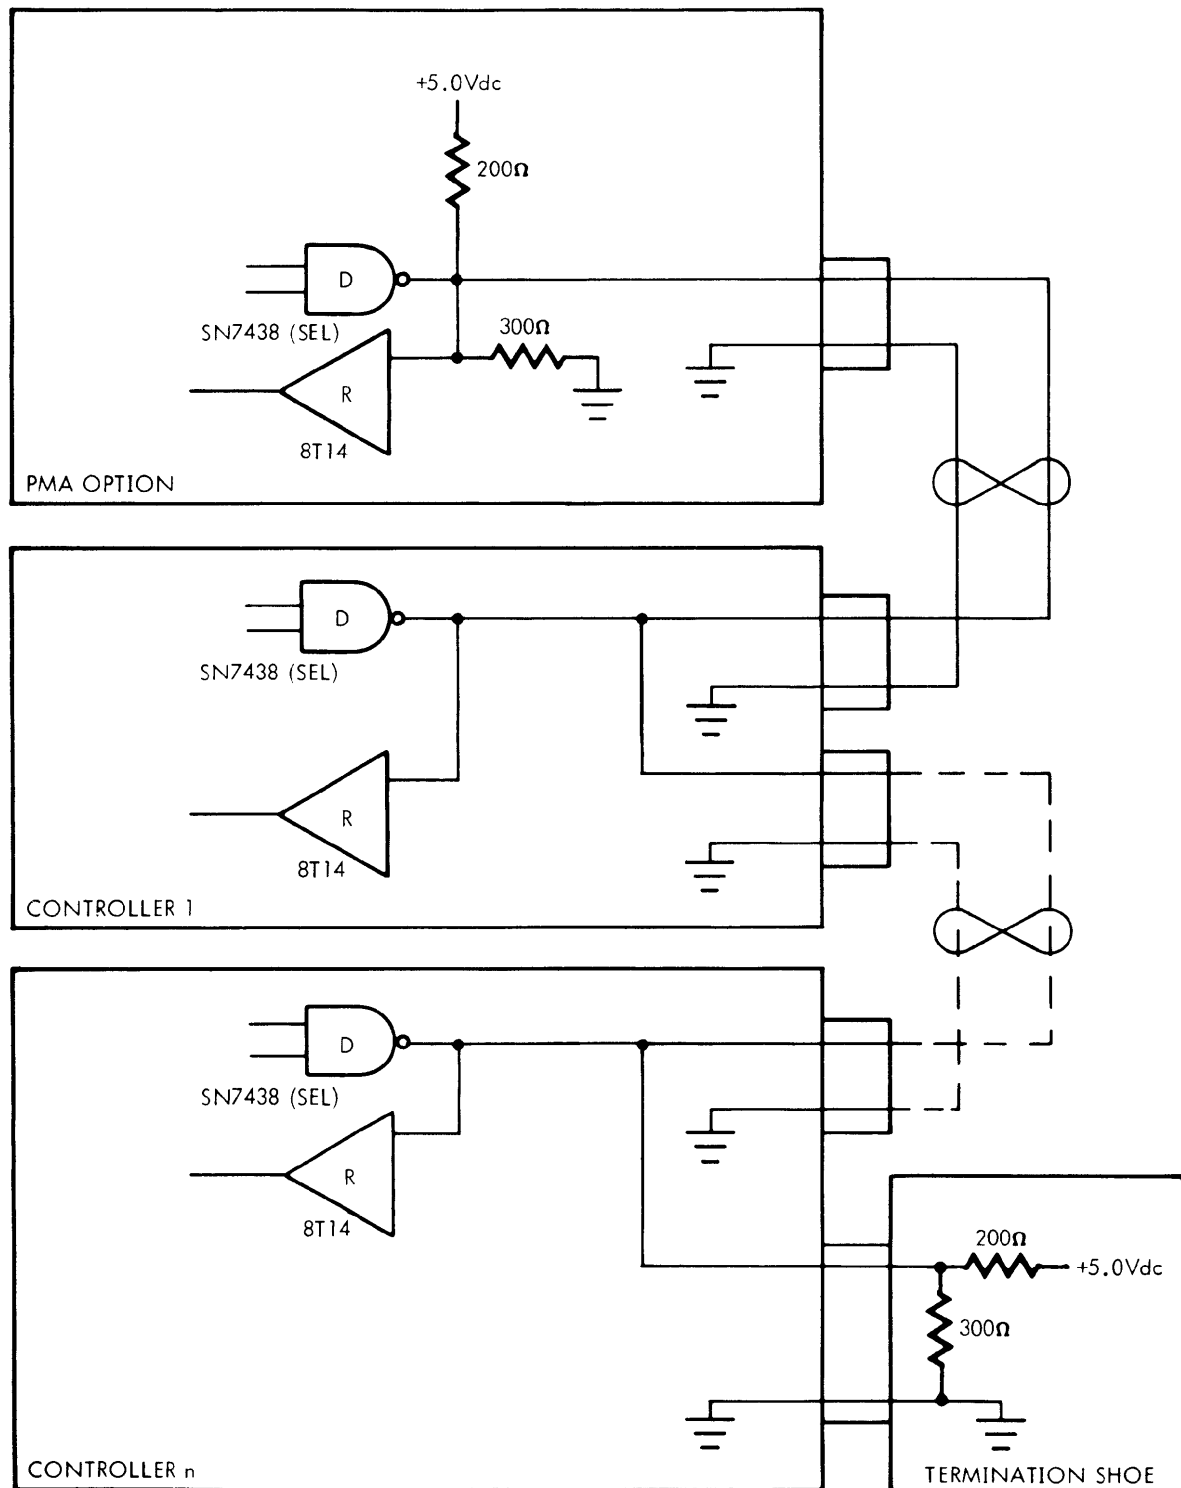 +5.0Vdc
200Ω
D
SN7438 (SEL)
300Ω
R
8T14
PMA OPTION
D
SN7438 (SEL)
R
8T14
CONTROLLER 1
D
SN7438 (SEL)
R
8T14
200Ω
+5.0Vdc
300Ω
CONTROLLER n
TERMINATION SHOE